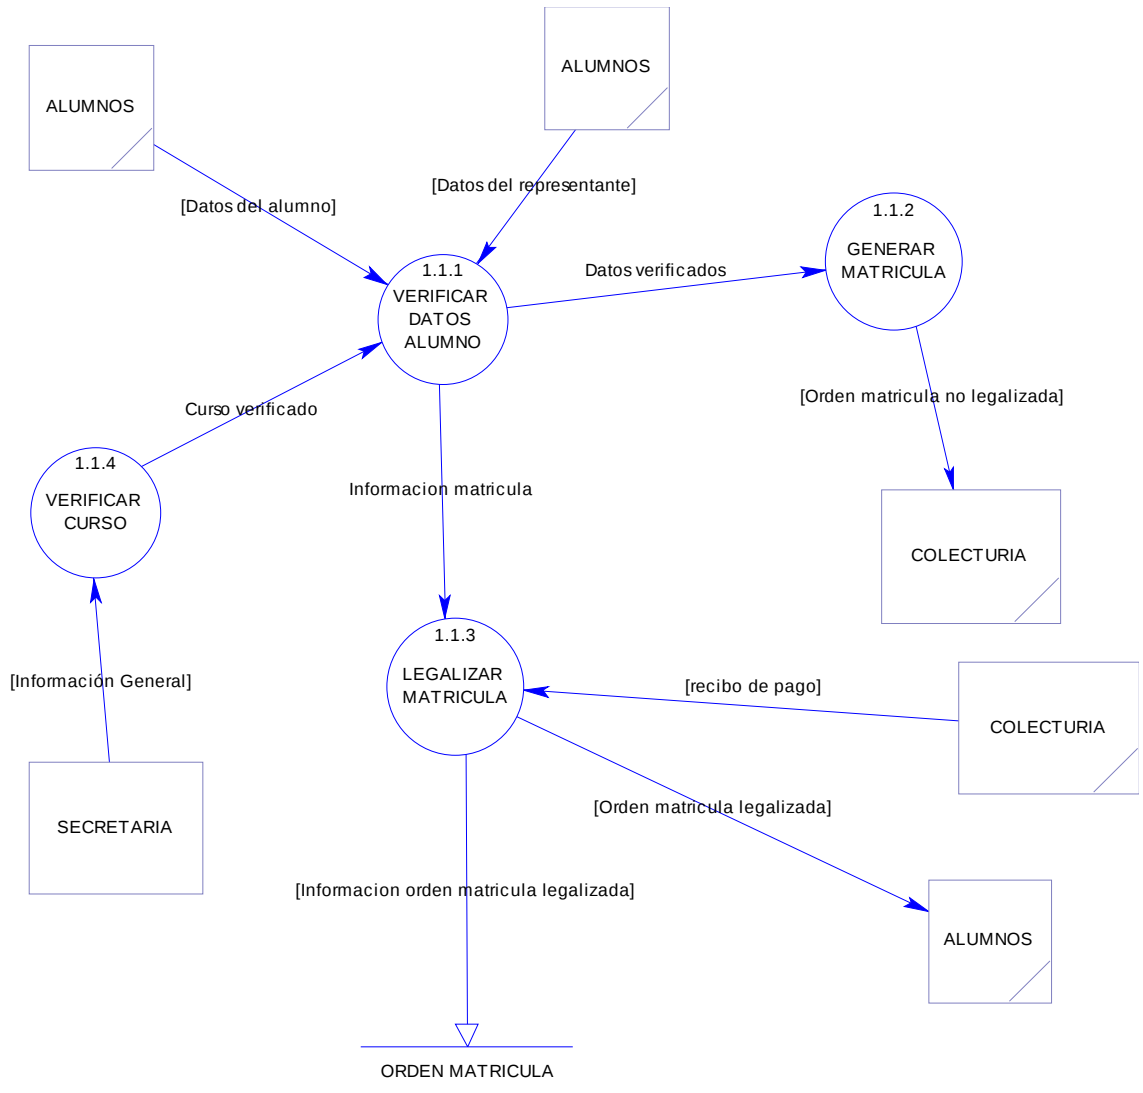 ALUMNOS
ALUMNOS
[Datos del alumno]
[Datos del representante]
1.1.2
GENERAR
MATRICULA
1.1.1
VERIFICAR
DATOS
ALUMNO
Datos verificados
[Orden matricula no legalizada]
Curso verificado
1.1.4
VERIFICAR
CURSO
Informacion matricula
COLECTURIA
1.1.3
LEGALIZAR
MATRICULA
[Información General]
[recibo de pago]
COLECTURIA
SECRETARIA
[Orden matricula legalizada]
[Informacion orden matricula legalizada]
ALUMNOS
ORDEN MATRICULA